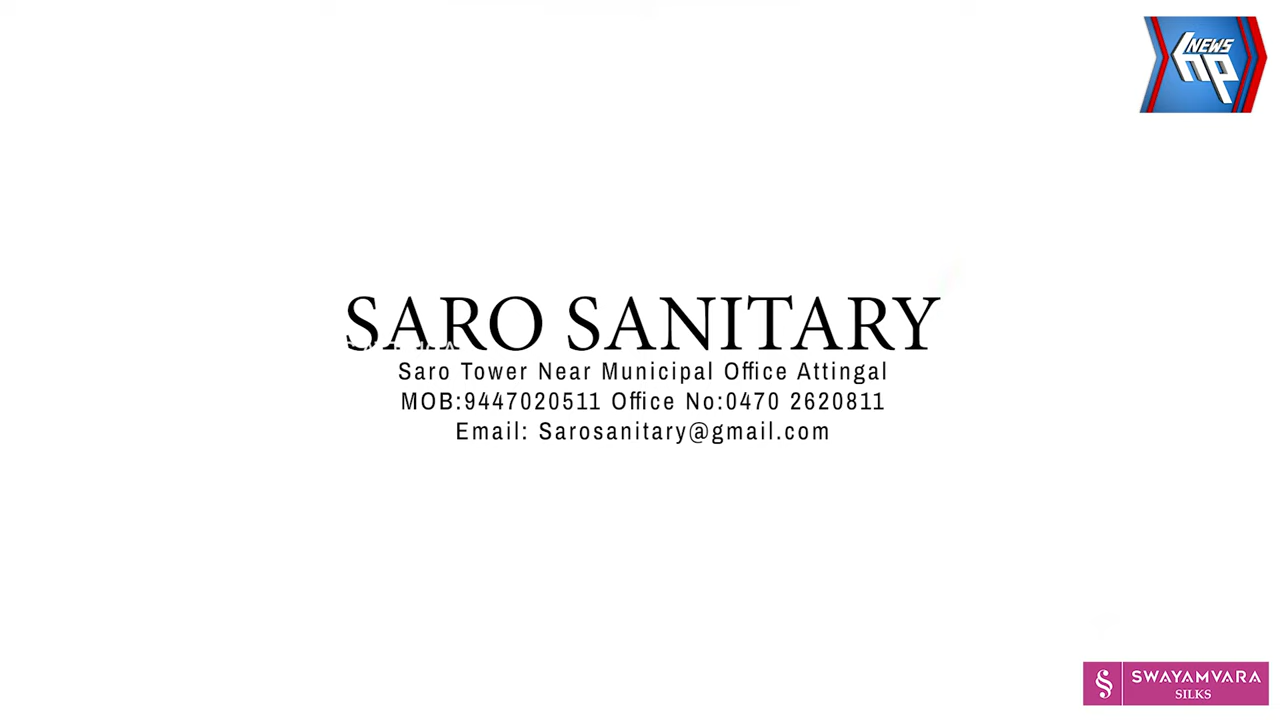 NEWS
hp
SARO SANITARY
Saro Tower Near Municipal Office Attingal
MOB:9447020511 Office No:0470 2620811
Email: Sarosanitary@gmail.com
SWAYAMVARA
SILKS